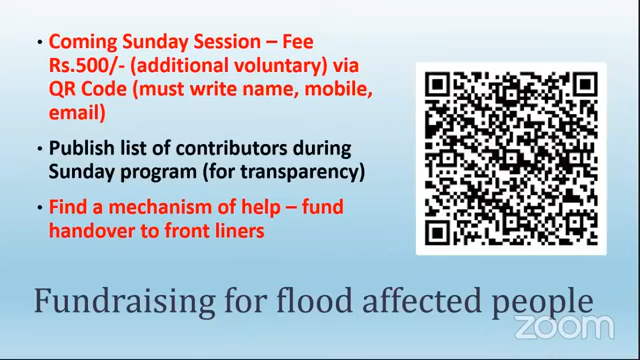 • Coming Sunday Session – Fee
Rs.500/- (additional voluntary) via
QR Code (must write name, mobile,
email)
• Publish list of contributors during
Sunday program (for transparency)
• Find a mechanism of help – fund
handover to front liners
Fundraising for flood affected people
zoom